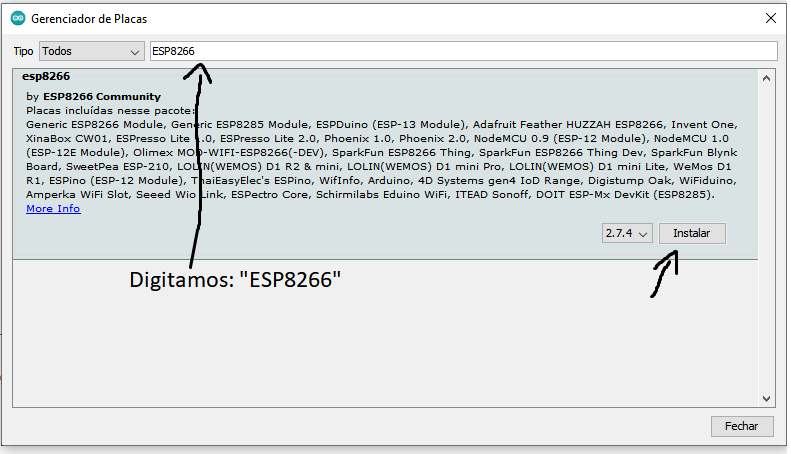 Gerenciador de Placas
Tipo Todos ESP8266
esp8266
by ESP8266 Community
Placas incluídas nesse pacote:
Generic ESP8266 Module, Generic ESP8285 Module, ESPDuino (ESP-13 Module), Adafruit Feather HUZZAH ESP8266, Invent One,
XinaBox CW01, ESPresso Lite 1.0, ESPresso Lite 2.0, Phoenix 1.0, Phoenix 2.0, NodeMCU 0.9 (ESP-12 Module), NodeMCU 1.0
(ESP-12E Module), Olimex MOD-WIFI-ESP8266(-DEV), SparkFun ESP8266 Thing, SparkFun ESP8266 Thing Dev, SparkFun Blynk
Board, SweetPea ESP-210, LOLIN(WEMOS) D1 R2 & mini, LOLIN(WEMOS) D1 mini Pro, LOLIN(WEMOS) D1 mini Lite, WeMos D1
R1, ESPino (ESP-12 Module), ThaiEasyElec's ESPino, WifInfo, Arduino, 4D Systems gen4 IoD Range, Digistump Oak, WiFiduino,
Amperka WiFi Slot, Seeed Wio Link, ESPectro Core, Schirmilabs Eduino WiFi, ITEAD Sonoff, DOIT ESP-Mx DevKit (ESP8285).
More Info
2.7.4 Instalar
Digitamos: "ESP8266"
Fechar